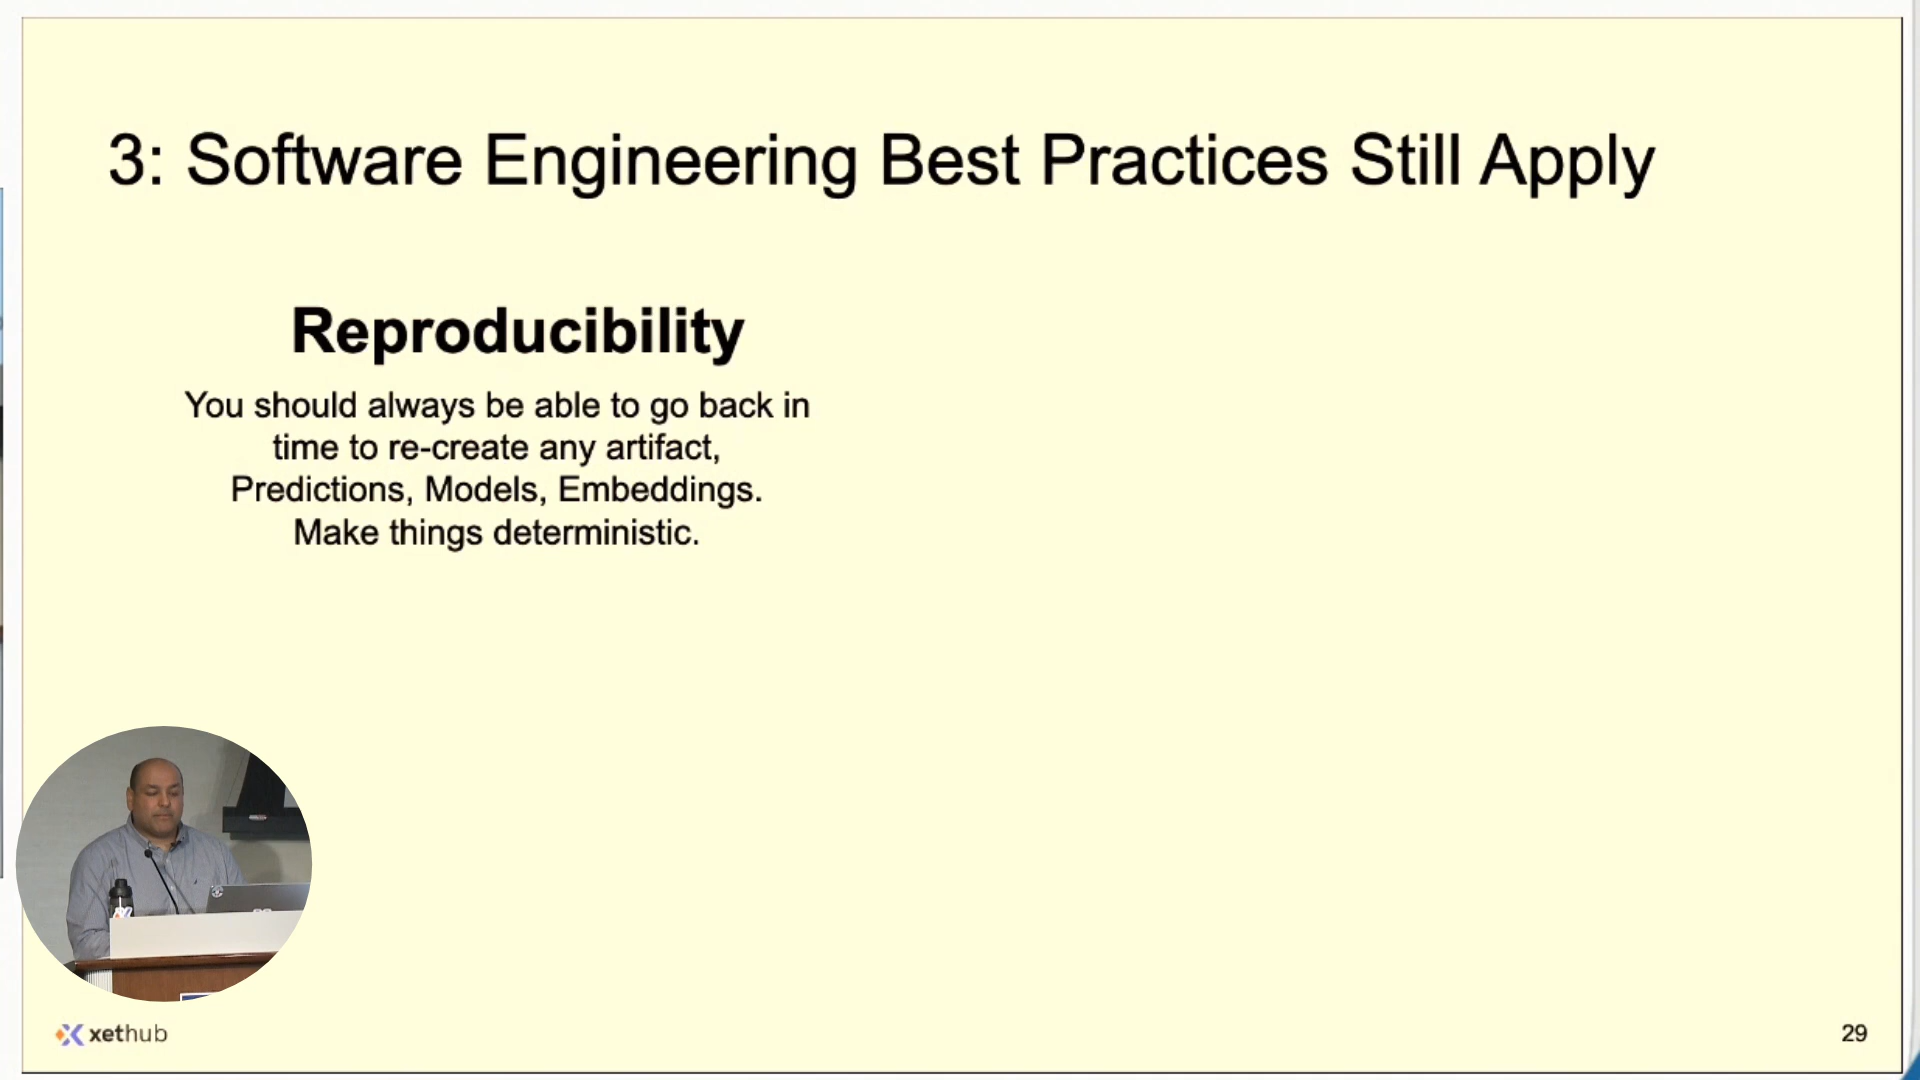 3: Software Engineering Best Practices Still Apply
Reproducibility
You should always be able to go back in
time to re-create any artifact,
Predictions, Models, Embeddings.
Make things deterministic.
xethub
29